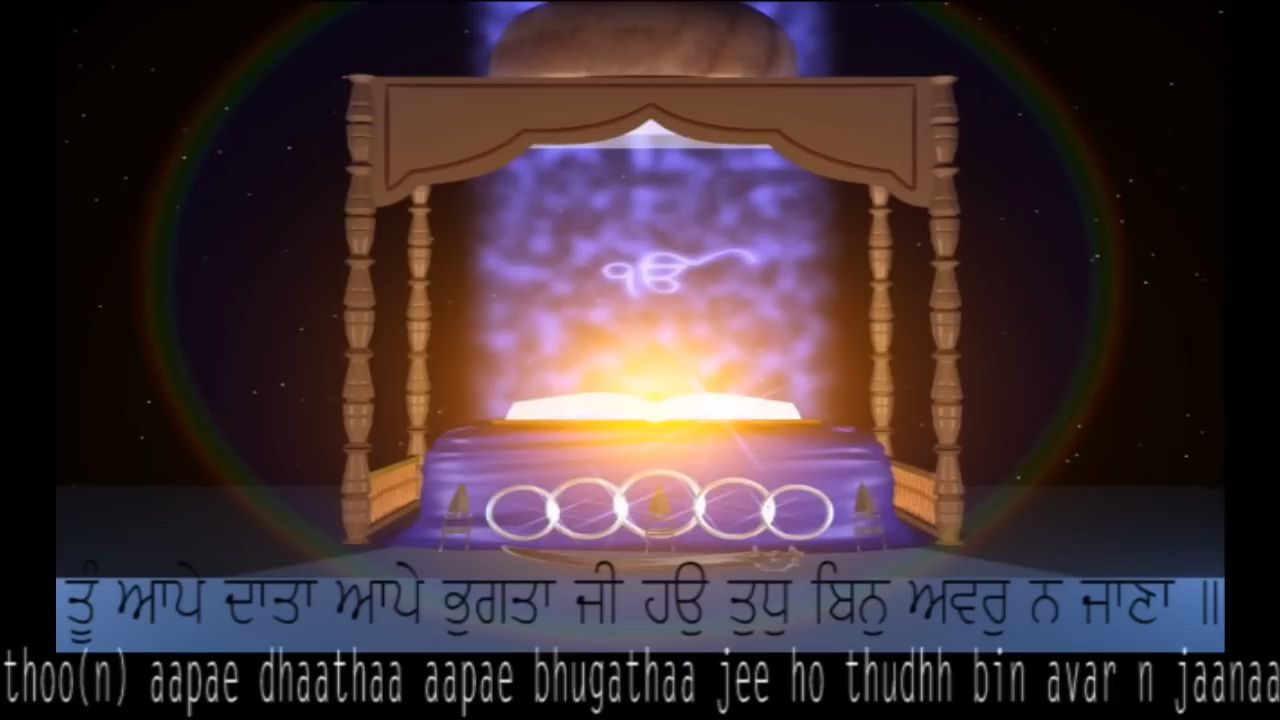 ੴ
ਤੂੰ ਆਪੇ ਦਾਤਾ ਆਪੇ ਭੁਗਤਾ ਜੀ ਹਉ ਤੁਧੁ ਬਿਨੁ ਅਵਰੁ ਨ ਜਾਣਾ ॥
thoo(n) aapae dhaathaa aapae bhugathaa jee ho thudhh bin avar n jaanaa